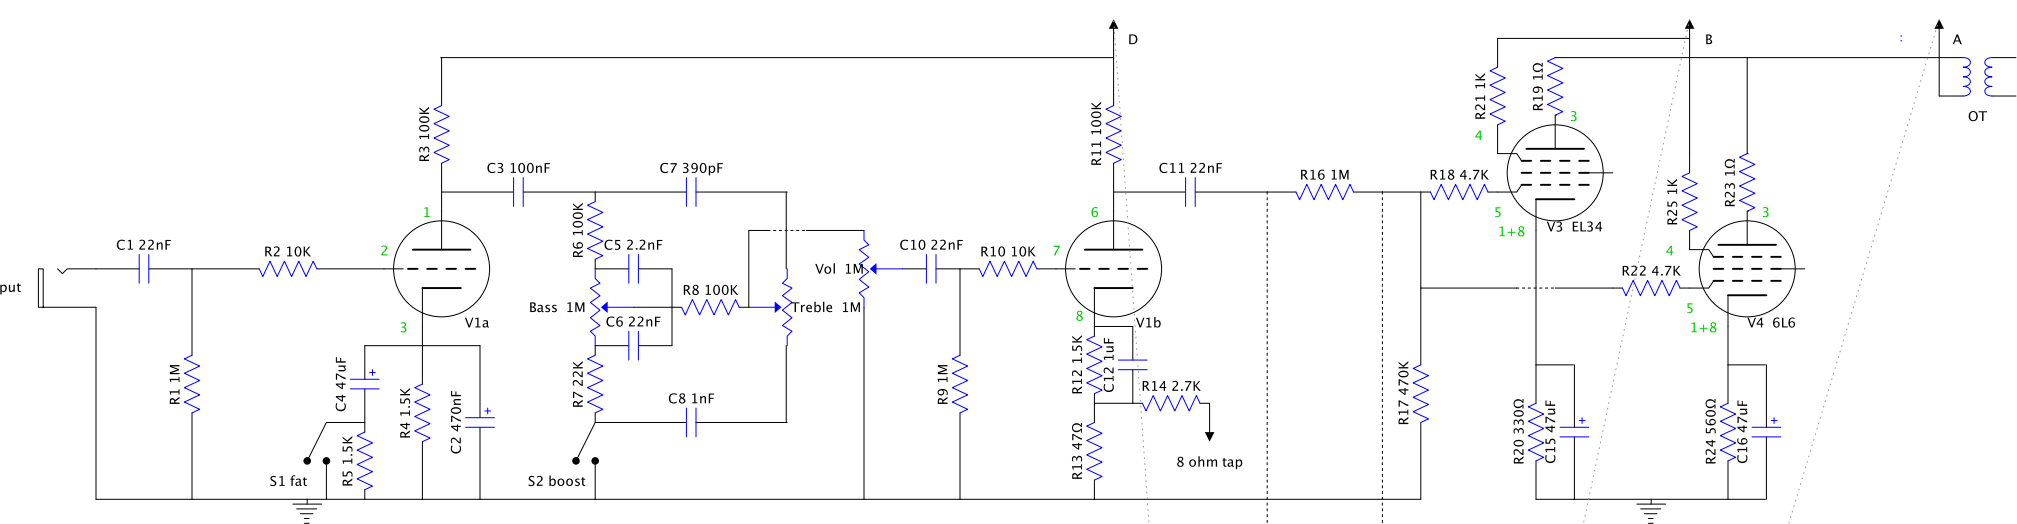 put
C1 22nF
R1 1M
R2 10K
2
R3 100K
1
V1a
3
C4 47uF
+
R5 1.5K
S1 fat
R4 1.5K
C2 470nF
+
C3 100nF
R6 100K
C5 2.2nF
Bass 1M
C6 22nF
R7 22K
S2 boost
C7 390pF
R8 100K
Treble 1M
C8 1nF
Vol 1M
C10 22nF
R9 1M
R10 10K
7
D
R11 100K
6
V1b
8
R12 1.5K
C12 1uF
R13 47Ω
R14 2.7K
8 ohm tap
C11 22nF
R16 1M
R17 470K
R18 4.7K
5
1+8
R21 1K
4
R19 1Ω
3
V3 EL34
R20 330Ω
C15 47uF
+
B
R22 4.7K
R25 1K
4
R23 1Ω
3
5
1+8
V4 6L6
R24 560Ω
C16 47uF
+
:
A
OT